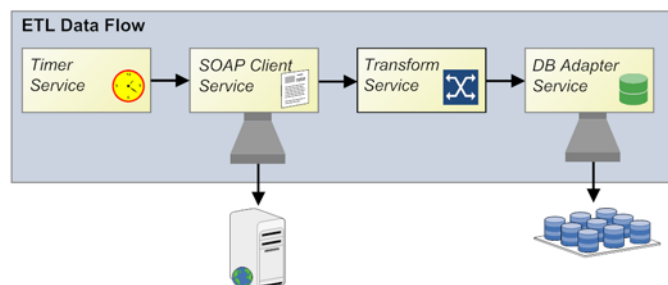 ETL Data Flow
Timer
Service
SOAP Client
Service
Transform
Service
DB Adapter
Service